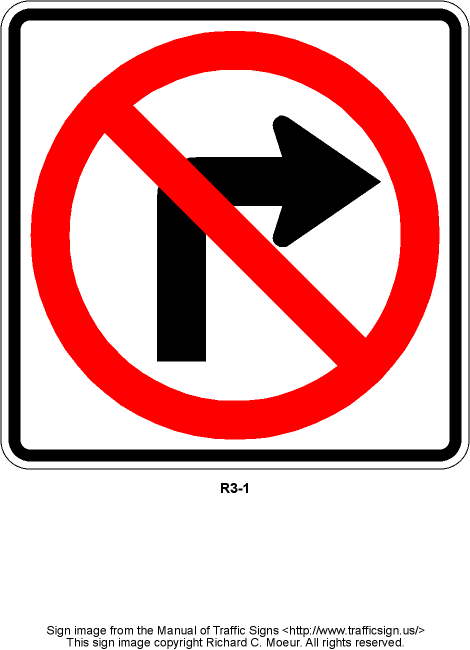 R3-1
Sign image from the Manual of Traffic Signs <http://www.trafficsign.us/>
This sign image copyright Richard C. Moeur. All rights reserved.